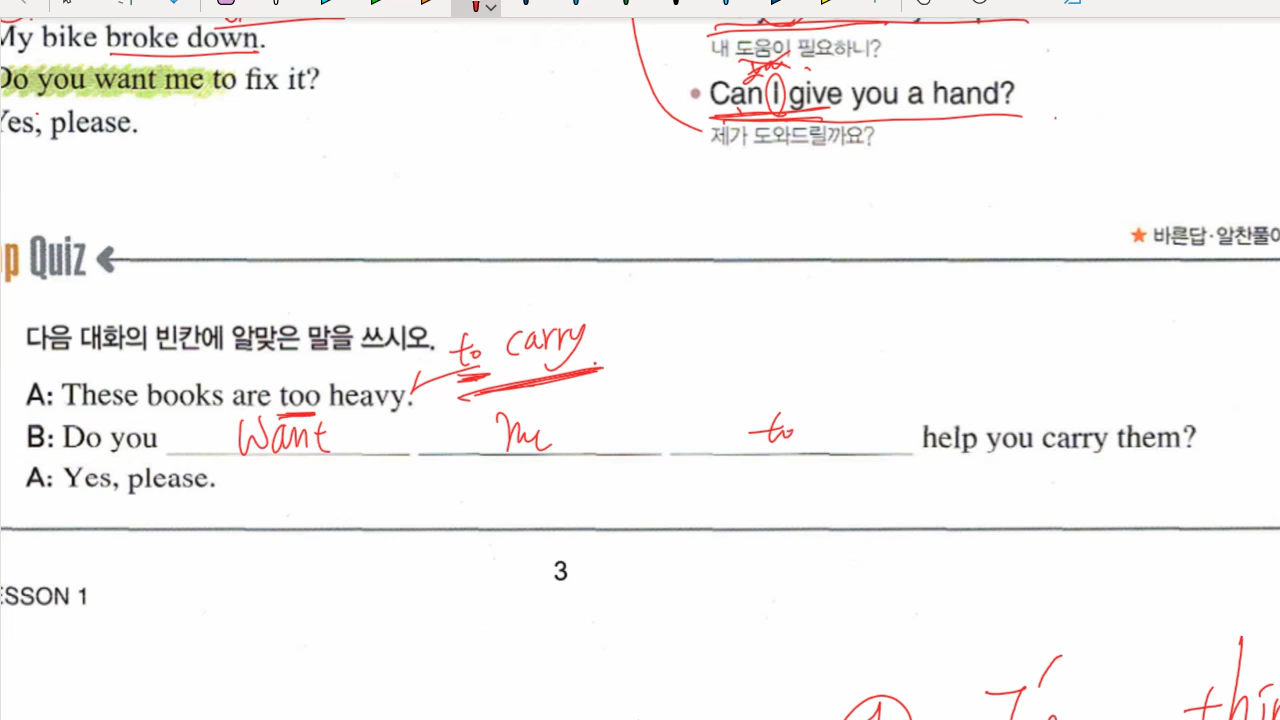 My bike broke down.
Do you want me to fix it?
Yes, please.
내 도움이 필요하니?
you
• Can I give you a hand?
제가 도와드릴까요?
Quiz
★ 바른답·알찬풀이
다음 대화의 빈칸에 알맞은 말을 쓰시오.
to carry
A: These books are too heavy.
B: Do you want me to help you carry them?
A: Yes, please.
3
LESSON 1